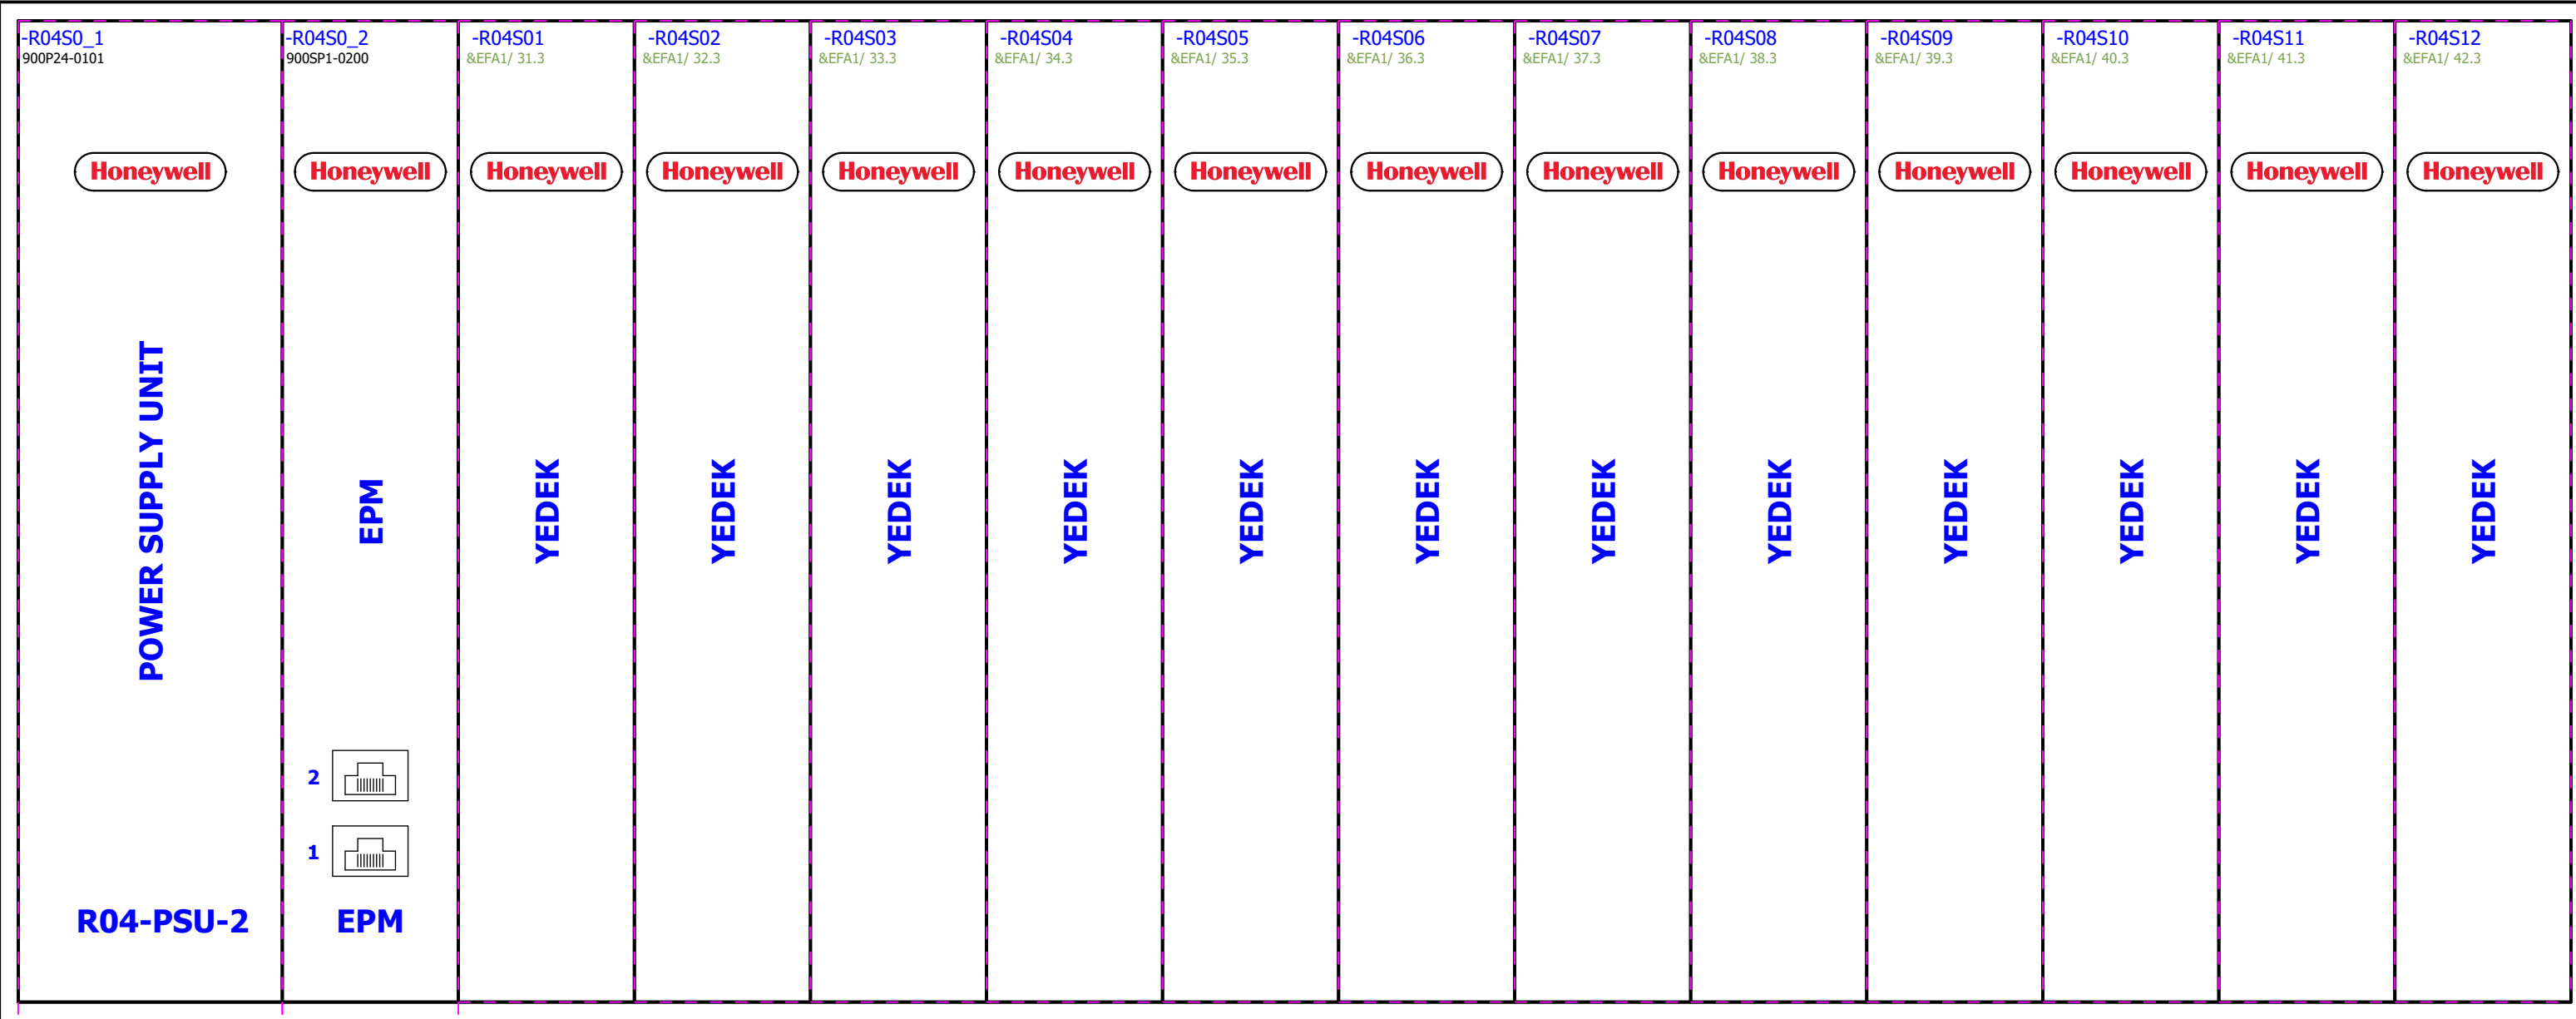 -R04S0_1
900P24-0101
Honeywell
POWER SUPPLY UNIT
R04-PSU-2
-R04S0_2
900SP1-0200
Honeywell
EPM
2
1
EPM
-R04S01
&EFA1/ 31.3
Honeywell
YEDEK
-R04S02
&EFA1/ 32.3
Honeywell
YEDEK
-R04S03
&EFA1/ 33.3
Honeywell
YEDEK
-R04S04
&EFA1/ 34.3
Honeywell
YEDEK
-R04S05
&EFA1/ 35.3
Honeywell
YEDEK
-R04S06
&EFA1/ 36.3
Honeywell
YEDEK
-R04S07
&EFA1/ 37.3
Honeywell
YEDEK
-R04S08
&EFA1/ 38.3
Honeywell
YEDEK
-R04S09
&EFA1/ 39.3
Honeywell
YEDEK
-R04S10
&EFA1/ 40.3
Honeywell
YEDEK
-R04S11
&EFA1/ 41.3
Honeywell
YEDEK
-R04S12
&EFA1/ 42.3
Honeywell
YEDEK